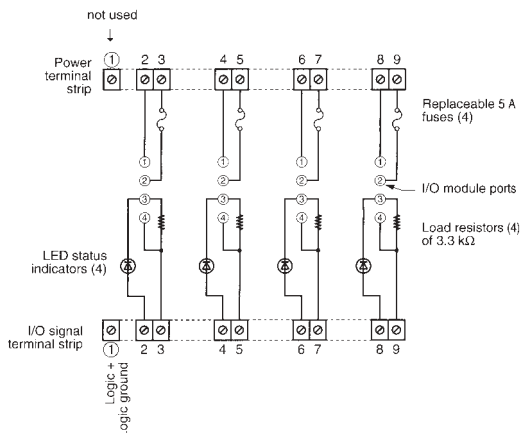 not used
Power
terminal
strip
1 2 3 4 5 6 7 8 9
Replaceable 5 A
fuses (4)
1 1 1 1
2 2 2 2
I/O module ports
3 3 3 3
4 4 4 4
Load resistors (4)
of 3.3 kΩ
LED status
indicators (4)
I/O signal
terminal strip
1 2 3 4 5 6 7 8 9
Logic +
ogic ground